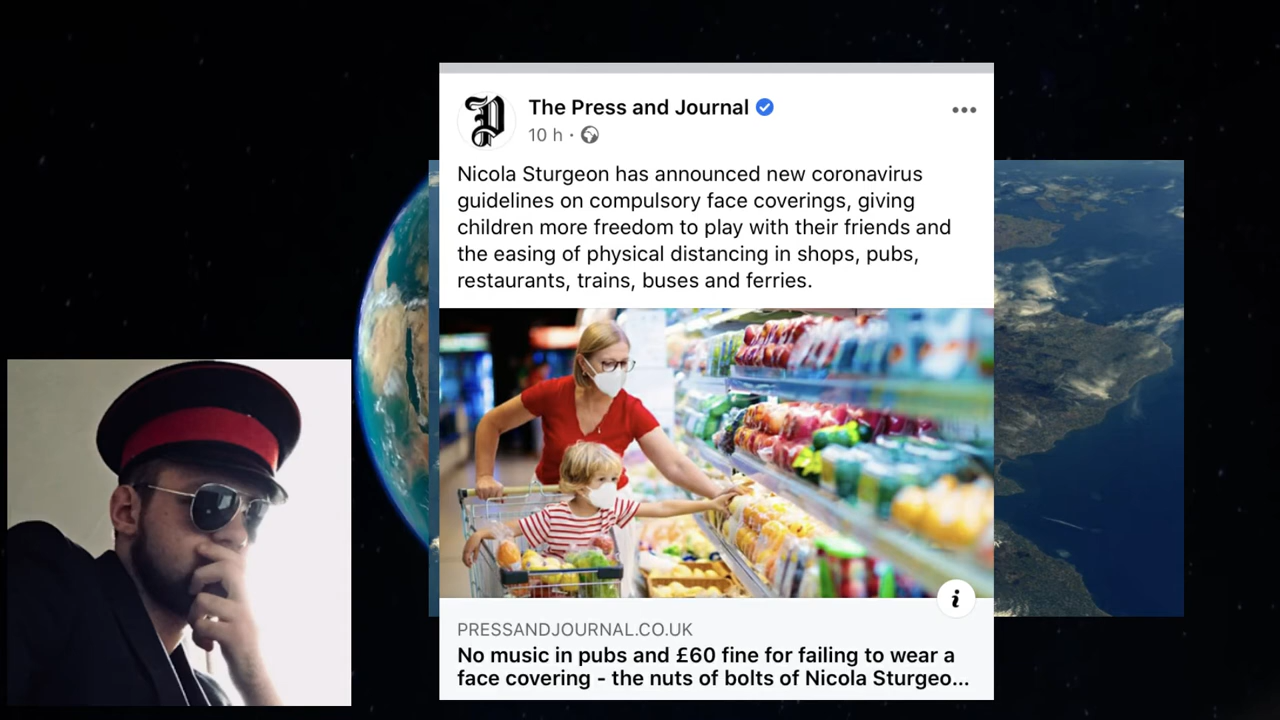 The Press and Journal
10 h ·
Nicola Sturgeon has announced new coronavirus
guidelines on compulsory face coverings, giving
children more freedom to play with their friends and
the easing of physical distancing in shops, pubs,
restaurants, trains, buses and ferries.
PRESSANDJOURNAL.CO.UK
No music in pubs and £60 fine for failing to wear a
face covering - the nuts of bolts of Nicola Sturgeo...